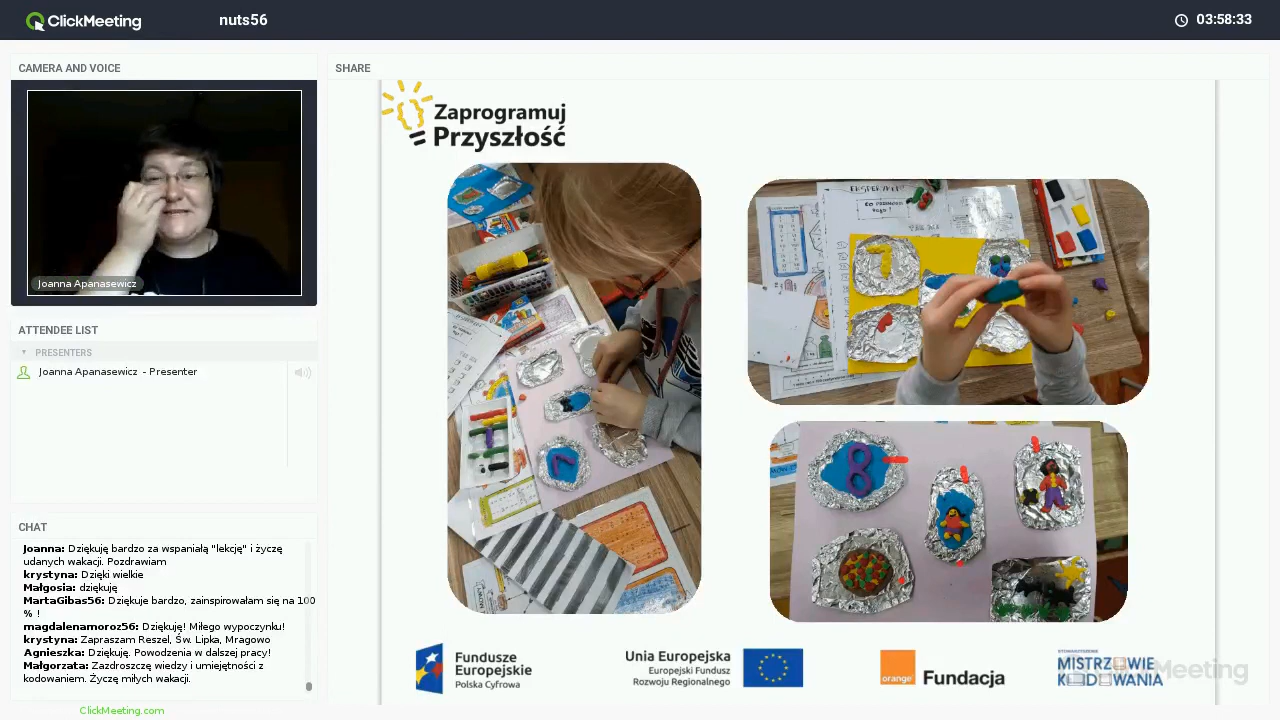 ClickMeeting
nuts56
03:58:33
CAMERA AND VOICE
Joanna Apanasewicz
ATTENDEE LIST
PRESENTERS
Joanna Apanasewicz - Presenter
CHAT
Joanna: Dziękuję bardzo za wspaniałą "lekcję" i życzę
udanych wakacji. Pozdrawiam
krystyna: Dzięki wielkie
Małgosia: dziękuję
MartaGibas56: Dziękuje bardzo, zainspirowałam się na 100
% !
magdalenamoroz56: Dziękuję! Miłego wypoczynku!
krystyna: Zapraszam Reszel, Św. Lipka, Mragowo
Agnieszka: Dziękuję. Powodzenia w dalszej pracy!
Małgorzata: Zazdroszczę wiedzy i umiejętności z
kodowaniem. Życzę miłych wakacji.
ClickMeeting.com
SHARE
Zaprogramuj
Przyszłość
8
Fundusze
Europejskie
Polska Cyfrowa
Unia Europejska
Europejski Fundusz
Rozwoju Regionalnego
orange
Fundacja
STOWARZYSZENIE
MISTRZOWIE
KODOWANIA
ClickMeeting